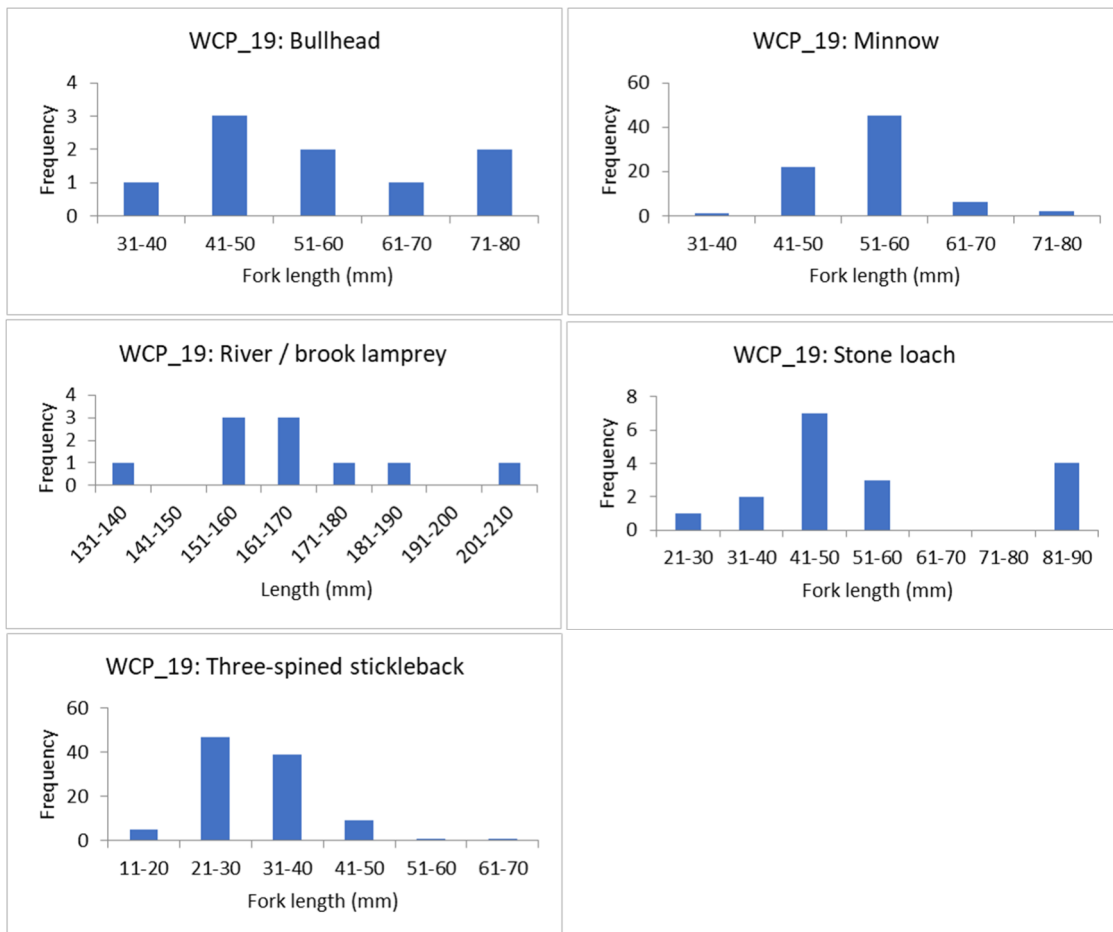 WCP_19: Bullhead
Frequency
4
3
2
1
0
31-40 41-50 51-60 61-70 71-80
Fork length (mm)
WCP_19: Minnow
Frequency
60
40
20
0
31-40 41-50 51-60 61-70 71-80
Fork length (mm)
WCP_19: River / brook lamprey
Frequency
4
3
2
1
0
131-140 141-150 151-160 161-170 171-180 181-190 191-200 201-210
Length (mm)
WCP_19: Stone loach
Frequency
8
6
4
2
0
21-30 31-40 41-50 51-60 61-70 71-80 81-90
Fork length (mm)
WCP_19: Three-spined stickleback
Frequency
60
40
20
0
11-20 21-30 31-40 41-50 51-60 61-70
Fork length (mm)